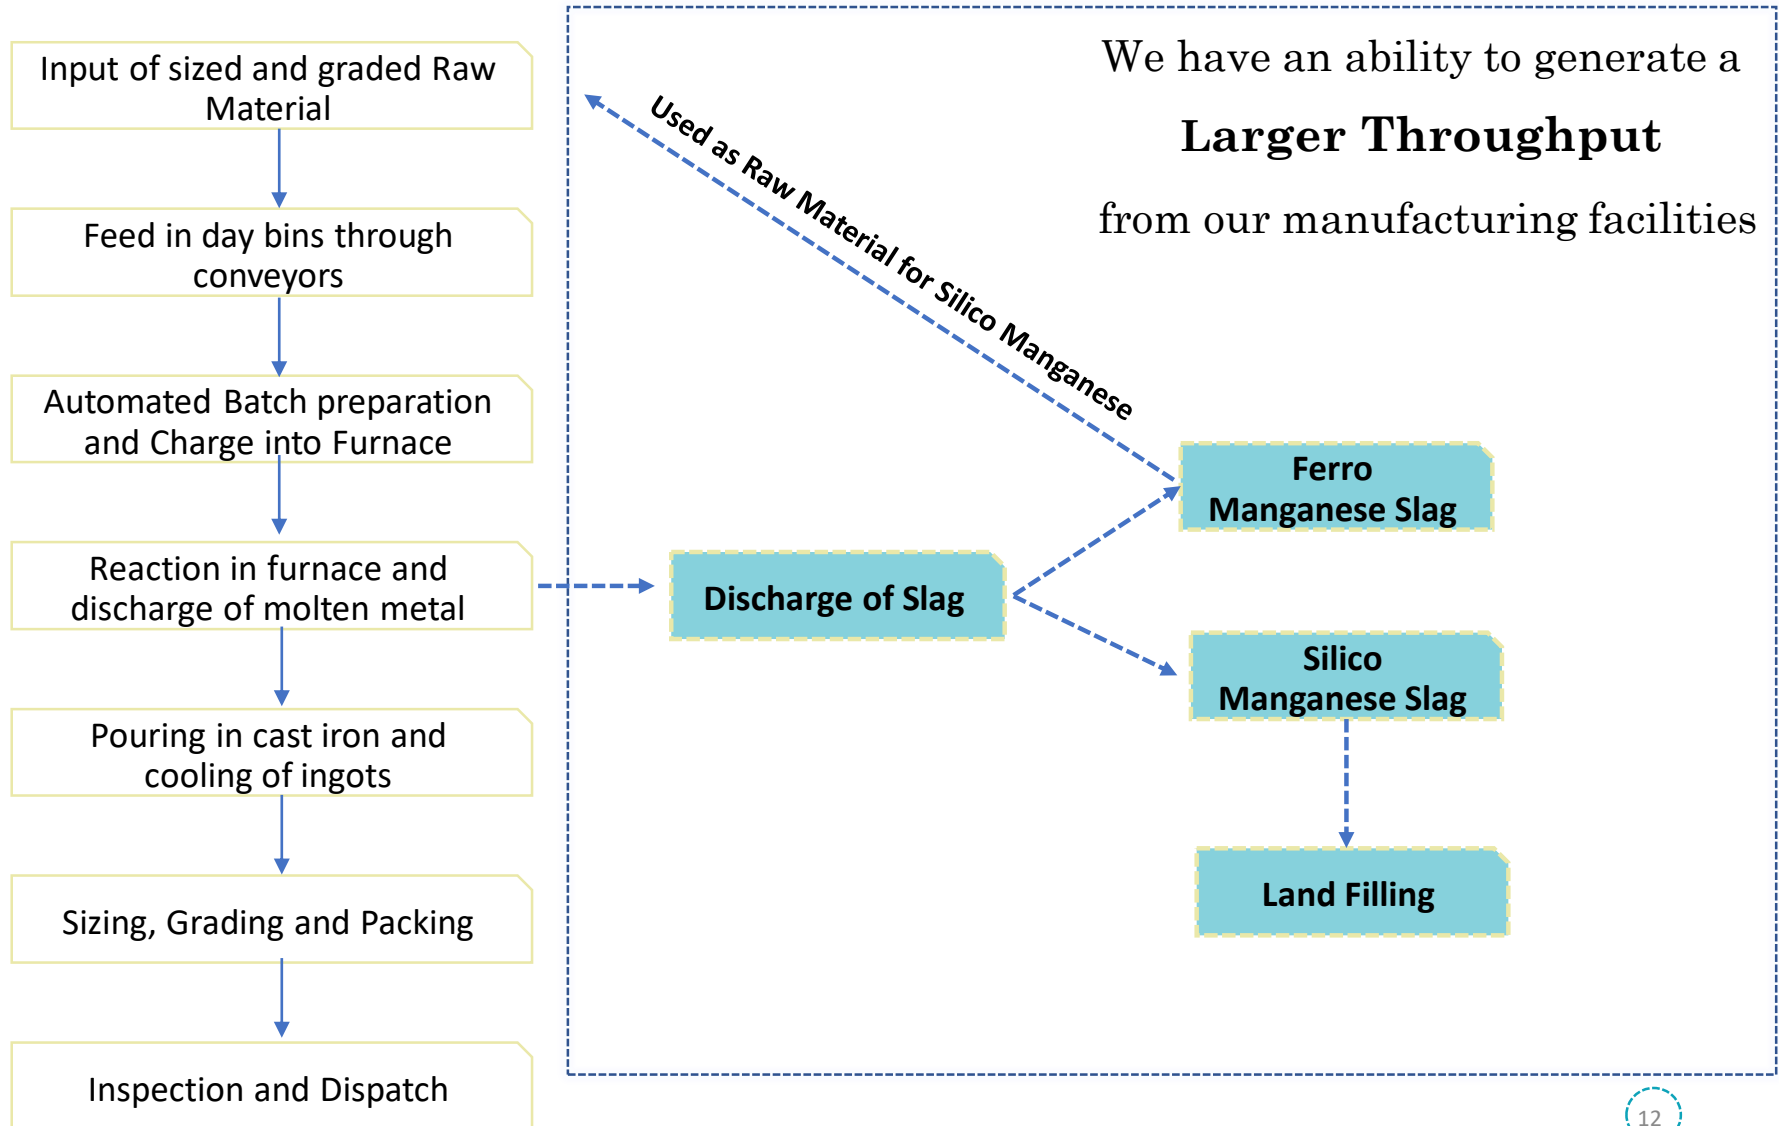 Input of sized and graded Raw
Material
Feed in day bins through
conveyors
Automated Batch preparation
and Charge into Furnace
Reaction in furnace and
discharge of molten metal
Pouring in cast iron and
cooling of ingots
Sizing, Grading and Packing
Inspection and Dispatch
We have an ability to generate a
Larger Throughput
from our manufacturing facilities
Used as Raw Material for Silico Manganese
Ferro
Manganese Slag
Discharge of Slag
Silico
Manganese Slag
Land Filling
12